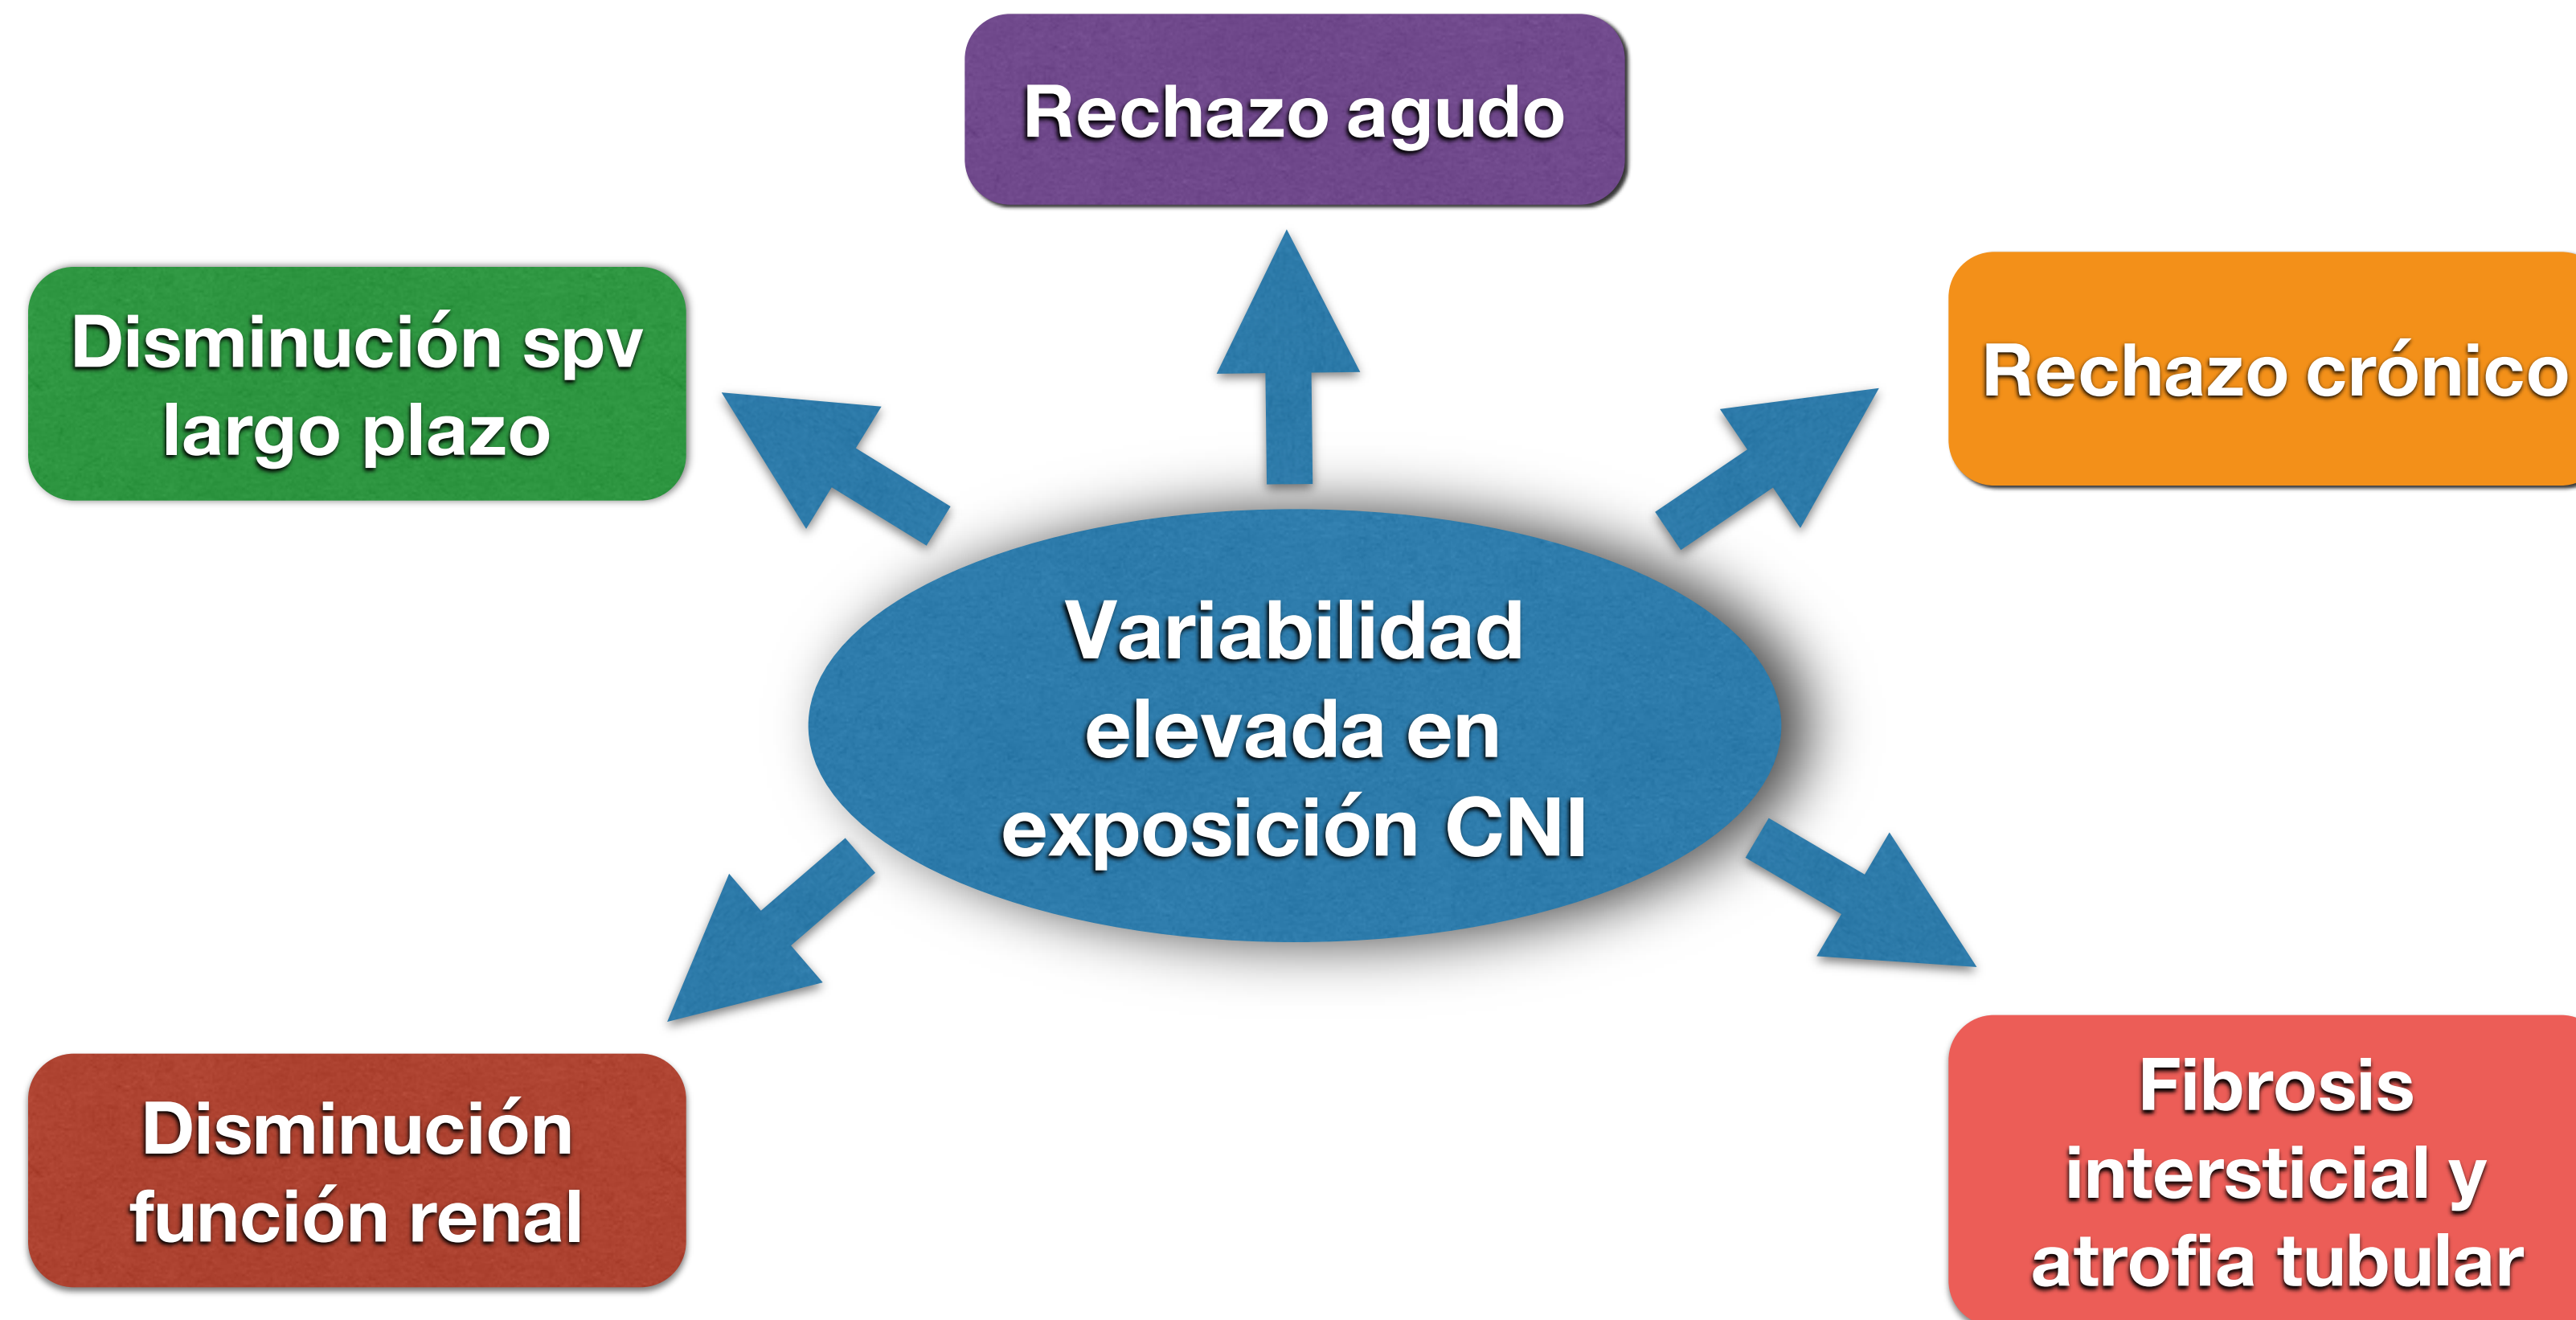 Rechazo agudo
Disminución spv
largo plazo
Rechazo crónico
Variabilidad
elevada en
exposición CNI
Disminución
función renal
Fibrosis
intersticial y
atrofia tubular